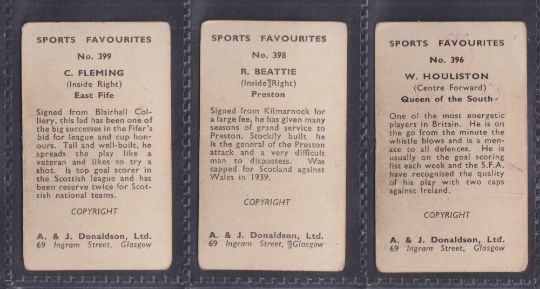 SPORTS FAVOURITES
No. 399
C. FLEMING
(Inside Right)
East Fife
Signed from Blairhall Col-
liery, this lad has been one of
the big successes in the Fifer's
bid for league and cup hon-
ours. Tall and well-built, he
spreads the play like a
veteran and likes to try a
shot. Is top goal scorer in
the Scottish league and has
been reserve twice for Scot-
tish national teams.
COPYRIGHT
A. & J. Donaldson, Ltd.
69 Ingram Street, Glasgow
SPORTS FAVOURITES
No. 398
R. BEATTIE
(Inside Right)
Preston
Signed from Kilmarnock for
a large fee, he has given many
seasons of grand service to
Preston. Stockily built he
is the general of the Preston
attack and a very difficult
man to dispossess. Was
capped for Scotland against
Wales in 1939.
COPYRIGHT
A. & J. Donaldson, Ltd.
69 Ingram Street, Glasgow
SPORTS FAVOURITES
No. 396
W. HOULISTON
(Centre Forward)
Queen of the South
One of the most energetic
players in Britain. He is on
the go from the minute the
whistle blows and is a men-
ace to all defences. He is
usually on the goal scoring
list each week and the S.F.A.
have recognised the quality
of his play with two caps
against Ireland.
COPYRIGHT
A. & J. Donaldson, Ltd.
69 Ingram Street, Glasgow